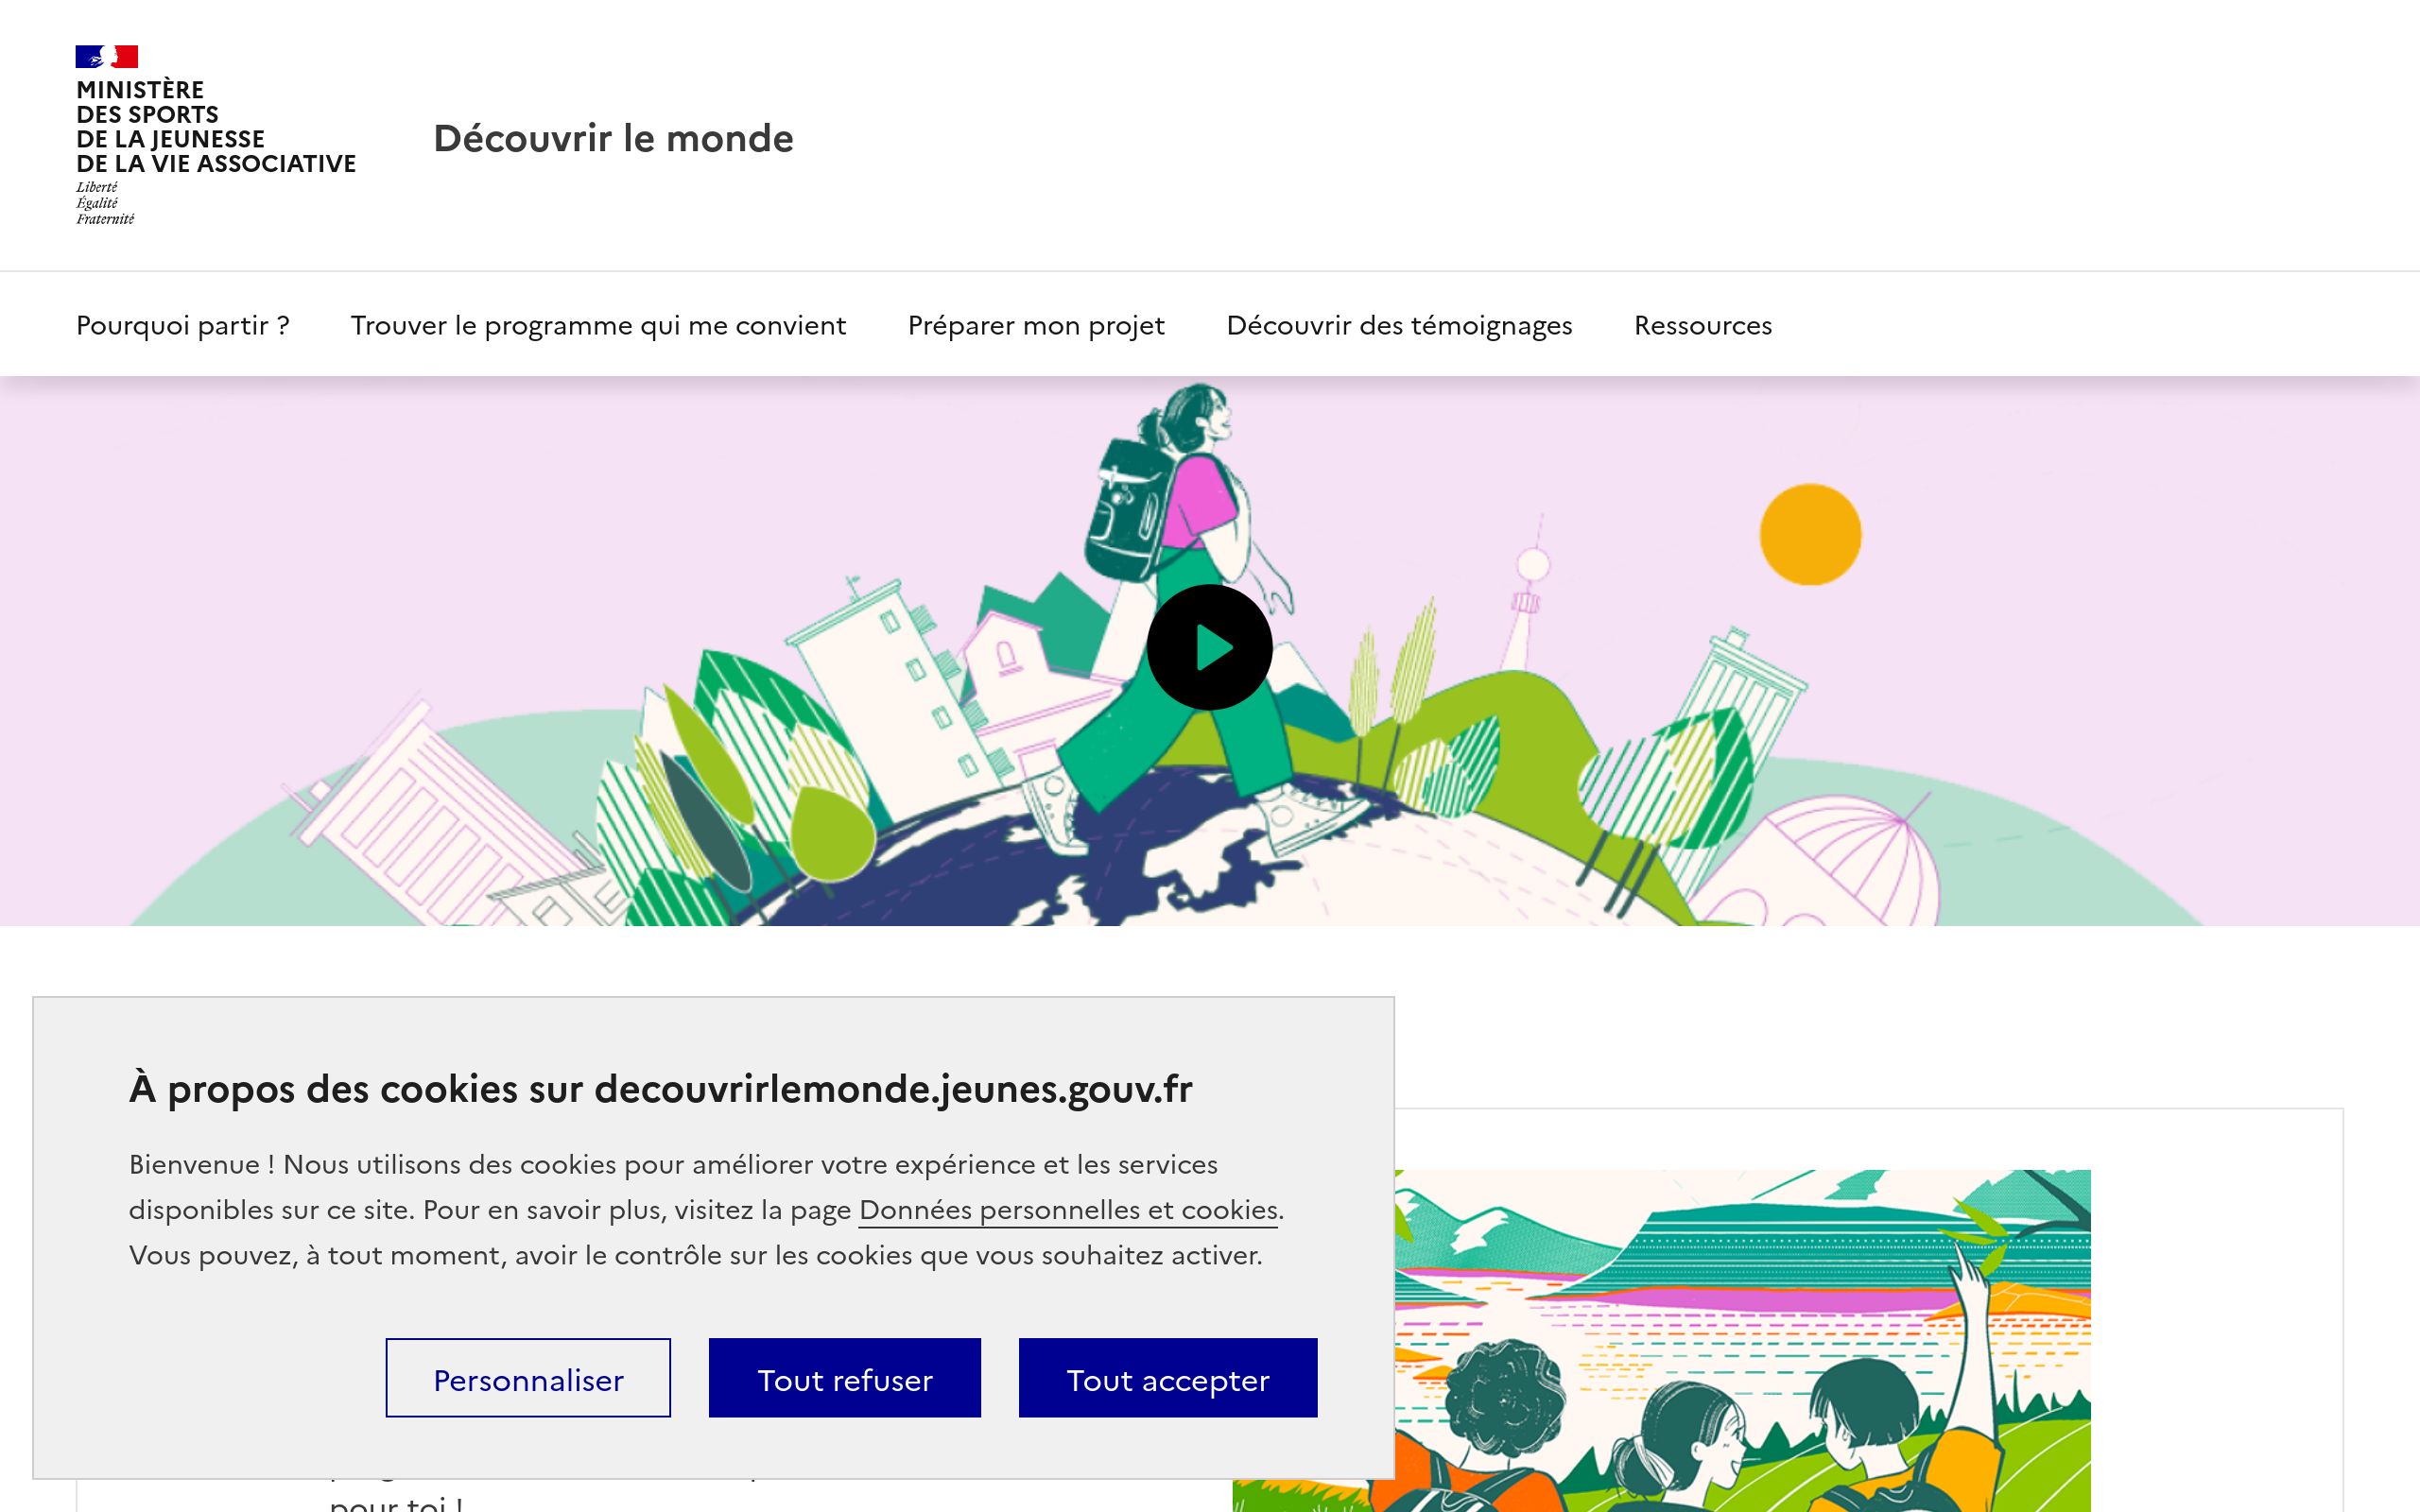 MINISTÈRE
DES SPORTS
DE LA JEUNESSE
DE LA VIE ASSOCIATIVE
Liberté
Égalité
Fraternité
Découvrir le monde
Pourquoi partir ?
Trouver le programme qui me convient
Préparer mon projet
Découvrir des témoignages
Ressources
À propos des cookies sur decouvrirlemonde.jeunes.gouv.fr
Bienvenue ! Nous utilisons des cookies pour améliorer votre expérience et les services
disponibles sur ce site. Pour en savoir plus, visitez la page Données personnelles et cookies.
Vous pouvez, à tout moment, avoir le contrôle sur les cookies que vous souhaitez activer.
Personnaliser
Tout refuser
Tout accepter
pour toi !